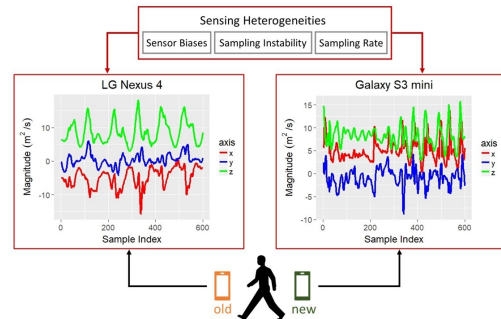 Sensing Heterogeneities
Sensor Biases Sampling Instability Sampling Rate
LG Nexus 4
Magnitude (m²/s)
10
0
-10
0 200 400 600
Sample Index
axis
x
y
z
Galaxy S3 mini
Magnitude (m²/s)
15
10
5
0
-5
-10
0 200 400 600
Sample Index
axis
x
y
z
old
new